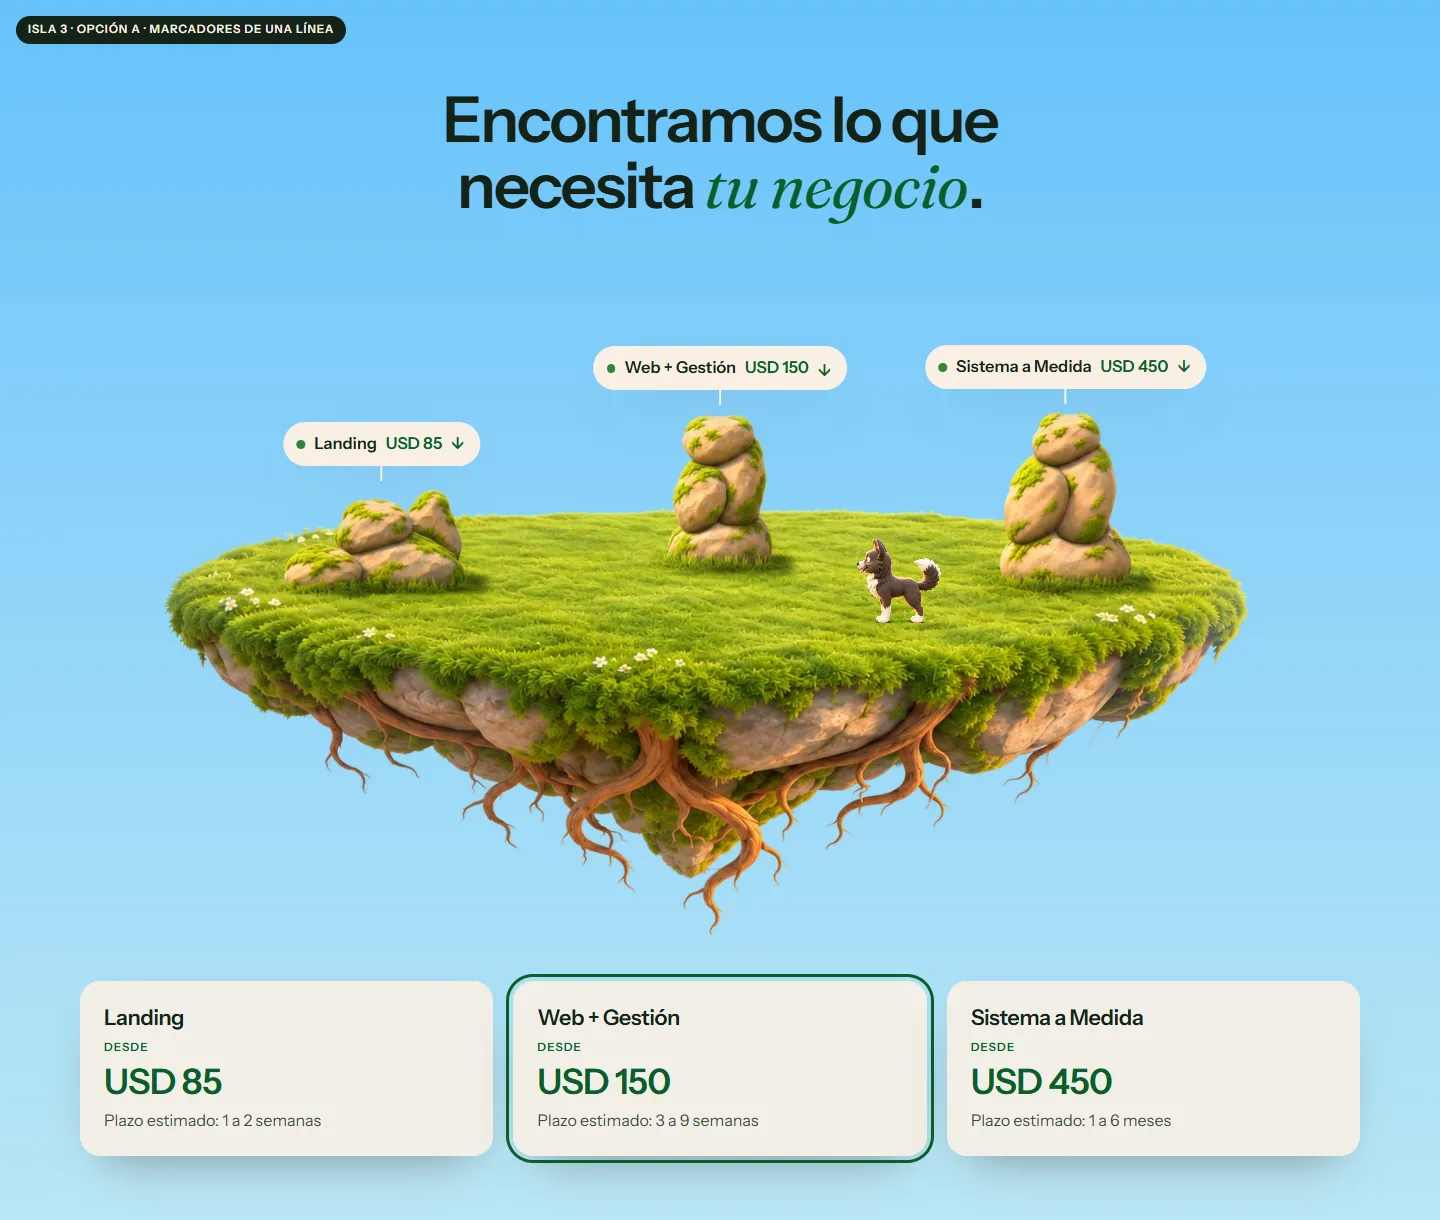 ISLA 3 · OPCIÓN A · MARCADORES DE UNA LÍNEA
Encontramos lo que
necesita tu negocio.
Web + Gestión USD 150 ↓
Sistema a Medida USD 450 ↓
Landing USD 85 ↓
Landing
DESDE
USD 85
Plazo estimado: 1 a 2 semanas
Web + Gestión
DESDE
USD 150
Plazo estimado: 3 a 9 semanas
Sistema a Medida
DESDE
USD 450
Plazo estimado: 1 a 6 meses